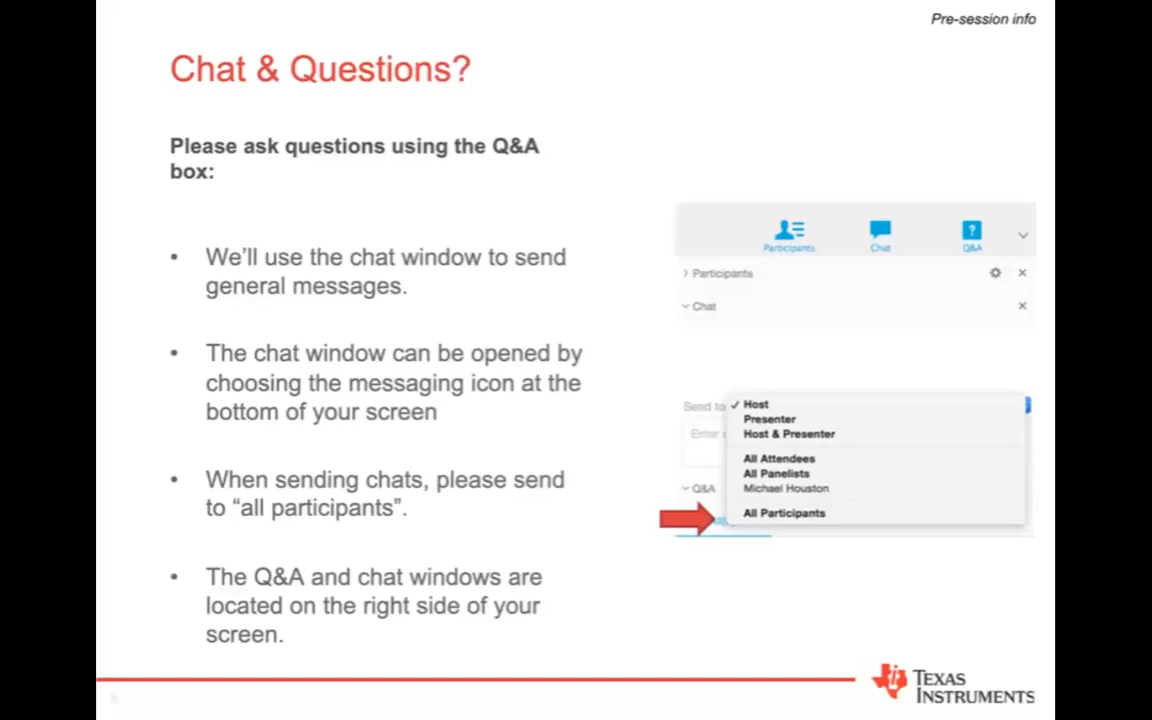 Pre-session info
Chat & Questions?
Please ask questions using the Q&A
box:
• We'll use the chat window to send
general messages.
• The chat window can be opened by
choosing the messaging icon at the
bottom of your screen
• When sending chats, please send
to “all participants”.
• The Q&A and chat windows are
located on the right side of your
screen.
Participants Chat Q&A
Participants
Chat
Send to
✓ Host
Presenter
Host & Presenter
Enter
All Attendees
All Panelists
Q&A
Michael Houston
All Participants
TEXAS
INSTRUMENTS